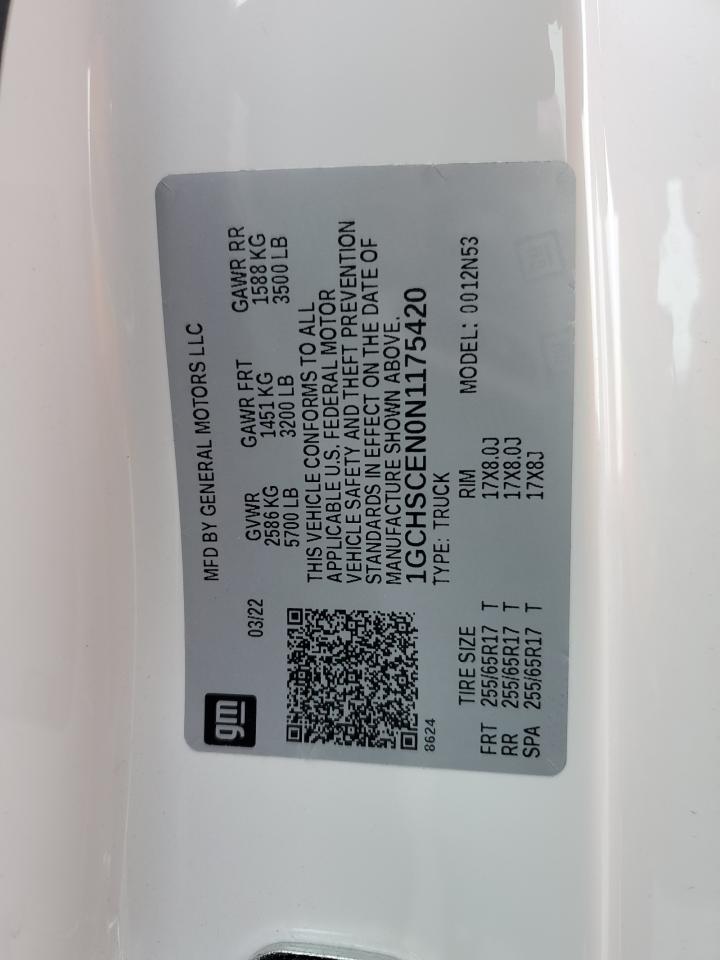 gm
MFD BY GENERAL MOTORS LLC
03/22
GVWR GAWR FRT GAWR RR
2586 KG 1451 KG 1588 KG
5700 LB 3200 LB 3500 LB
THIS VEHICLE CONFORMS TO ALL
APPLICABLE U.S. FEDERAL MOTOR
VEHICLE SAFETY AND THEFT PREVENTION
STANDARDS IN EFFECT ON THE DATE OF
MANUFACTURE SHOWN ABOVE.
1GCHSCEN0N1175420
8624
TYPE: TRUCK MODEL: 0012N53
TIRE SIZE RIM
FRT 255/65R17 T 17X8.0J
RR 255/65R17 T 17X8.0J
SPA 255/65R17 T 17X8J